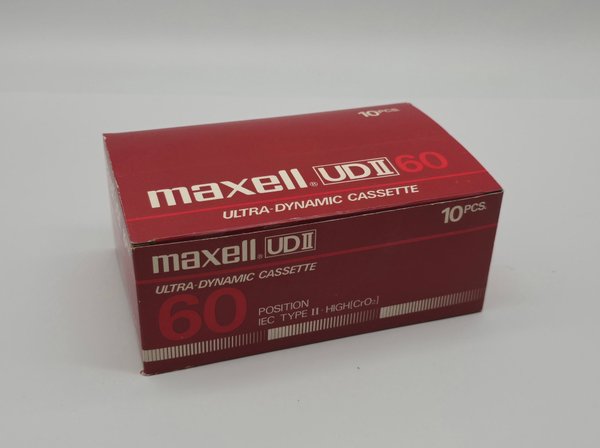 10PCS.
maxell® UDII 60
ULTRA-DYNAMIC CASSETTE
10PCS.
maxell® UDII
ULTRA-DYNAMIC CASSETTE
60
POSITION
IEC TYPE II · HIGH[CrO₂]